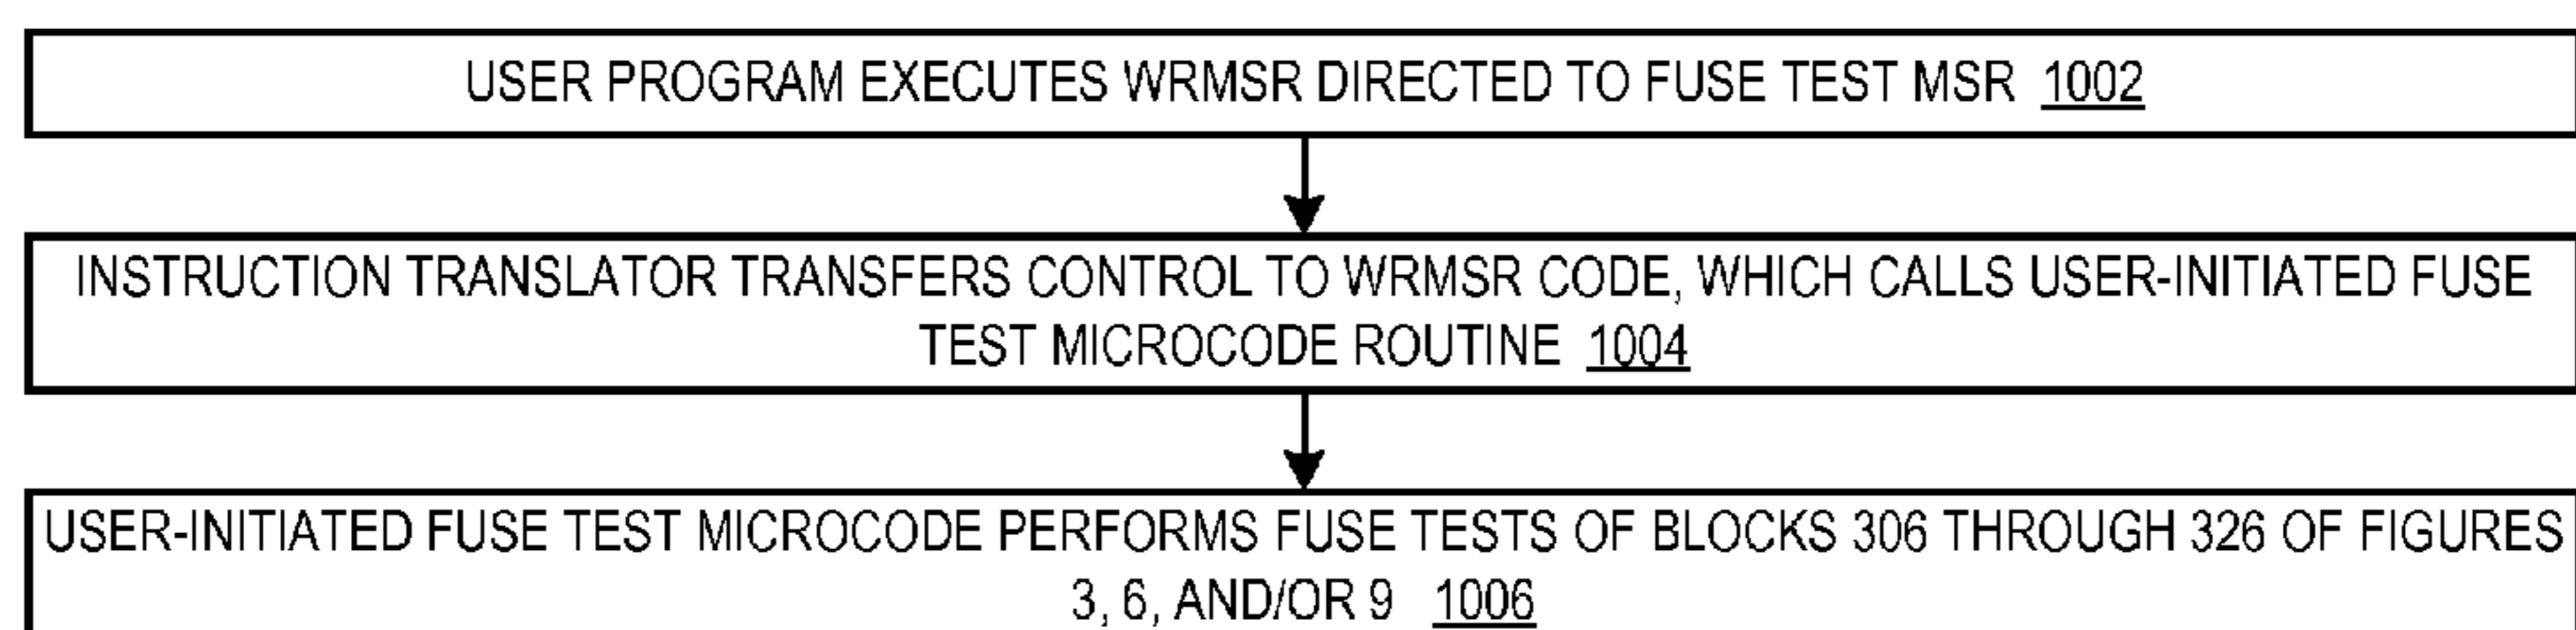 USER PROGRAM EXECUTES WRMSR DIRECTED TO FUSE TEST MSR 1002
INSTRUCTION TRANSLATOR TRANSFERS CONTROL TO WRMSR CODE, WHICH CALLS USER-INITIATED FUSE
TEST MICROCODE ROUTINE 1004
USER-INITIATED FUSE TEST MICROCODE PERFORMS FUSE TESTS OF BLOCKS 306 THROUGH 326 OF FIGURES
3, 6, AND/OR 9 1006